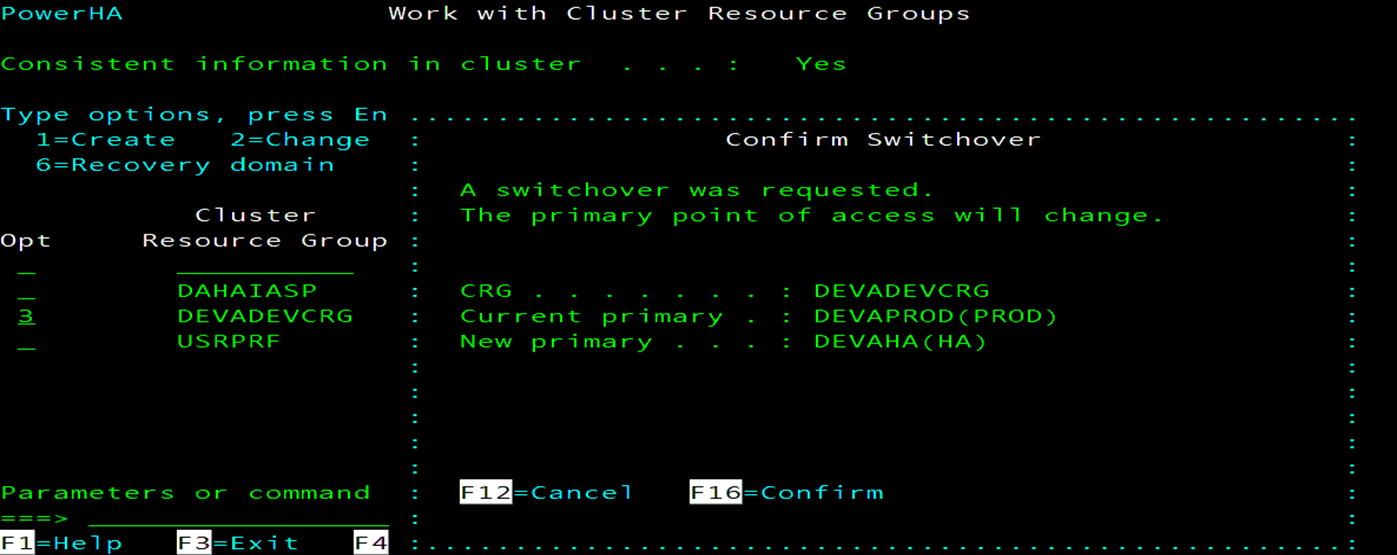 PowerHA Work with Cluster Resource Groups
Consistent information in cluster . . . : Yes
Type options, press En
1=Create 2=Change
6=Recovery domain
Cluster
Opt Resource Group
DAHAIASP
3 DEVADEVCRG
USRPRF
Parameters or command
===>
F1=Help F3=Exit F4
Confirm Switchover
A switchover was requested.
The primary point of access will change.
CRG . . . . . . . : DEVADEVCRG
Current primary . : DEVAPROD(PROD)
New primary . . . : DEVAHA(HA)
F12=Cancel F16=Confirm